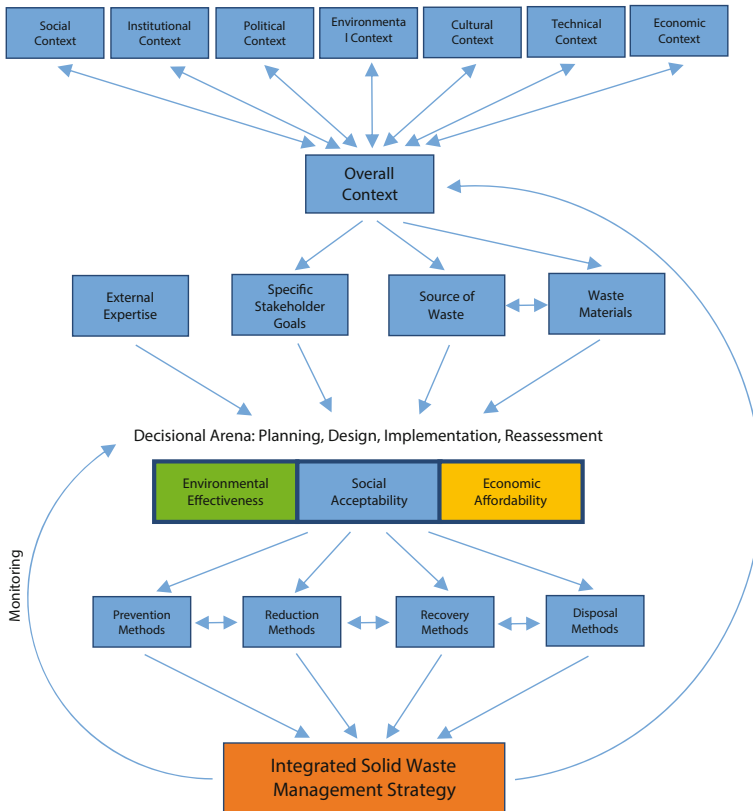 Social
Context
Institutional
Context
Political
Context
Environmenta
l Context
Cultural
Context
Technical
Context
Economic
Context
Overall
Context
External
Expertise
Specific
Stakeholder
Goals
Source of
Waste
Waste
Materials
Decisional Arena: Planning, Design, Implementation, Reassessment
Environmental
Effectiveness
Social
Acceptability
Economic
Affordability
Monitoring
Prevention
Methods
Reduction
Methods
Recovery
Methods
Disposal
Methods
Integrated Solid Waste
Management Strategy